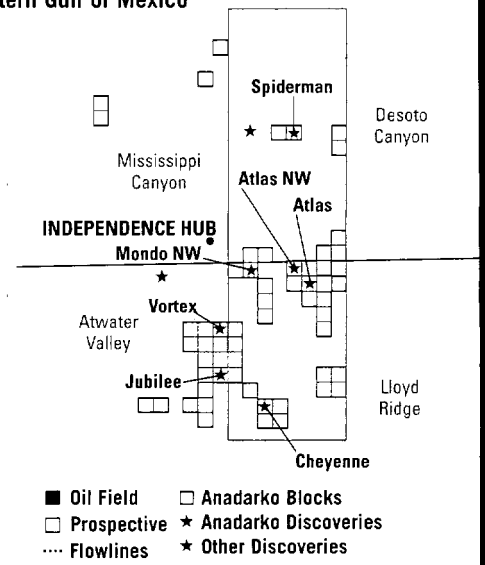 tern Gulf of Mexico
Spiderman
Desoto
Canyon
Mississippi
Canyon
Atlas NW
Atlas
INDEPENDENCE HUB
Mondo NW
Vortex
Atwater
Valley
Jubilee
Lloyd
Ridge
Cheyenne
Oil Field
Anadarko Blocks
Prospective
Anadarko Discoveries
Flowlines
Other Discoveries